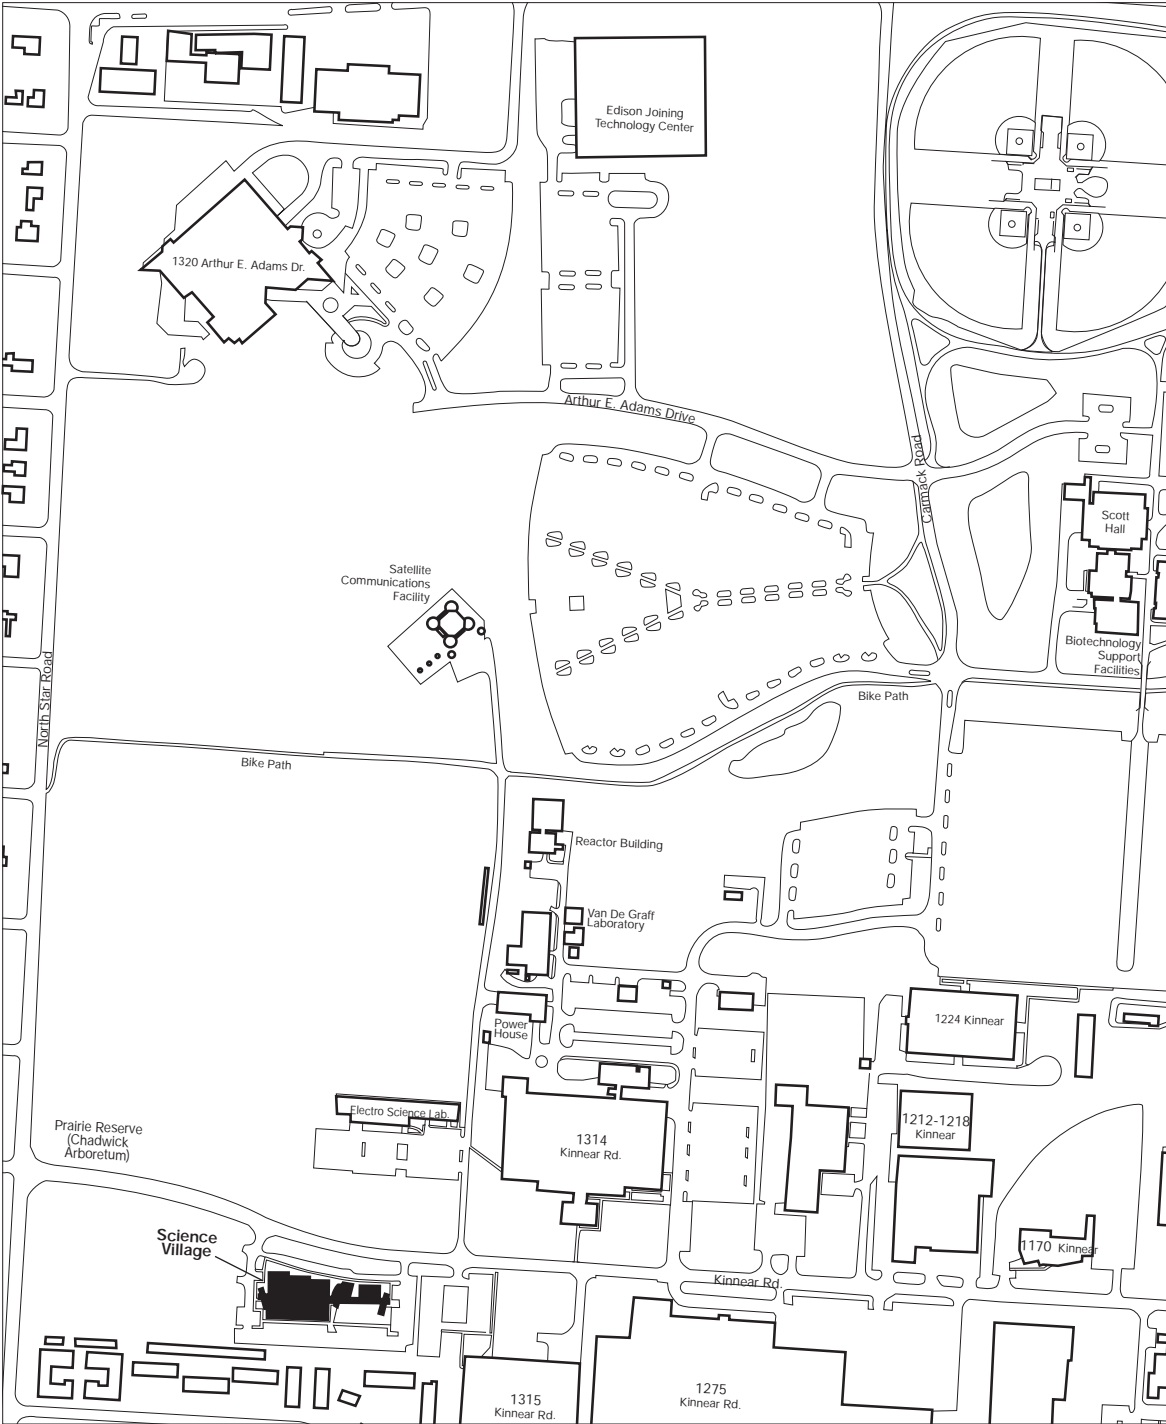 Edison Joining
Technology Center
1320 Arthur E. Adams Dr.
Arthur E. Adams Drive
Carmack Road
Scott
Hall
Satellite
Communications
Facility
Biotechnology
Support
Facilities
North Star Road
Bike Path
Bike Path
Reactor Building
Van De Graff
Laboratory
Power
House
1224 Kinnear
Electro Science Lab.
1212-1218
Kinnear
Prairie Reserve
(Chadwick
Arboretum)
1314
Kinnear Rd.
Science
Village
1170 Kinnear
Kinnear Rd.
1315
Kinnear Rd.
1275
Kinnear Rd.